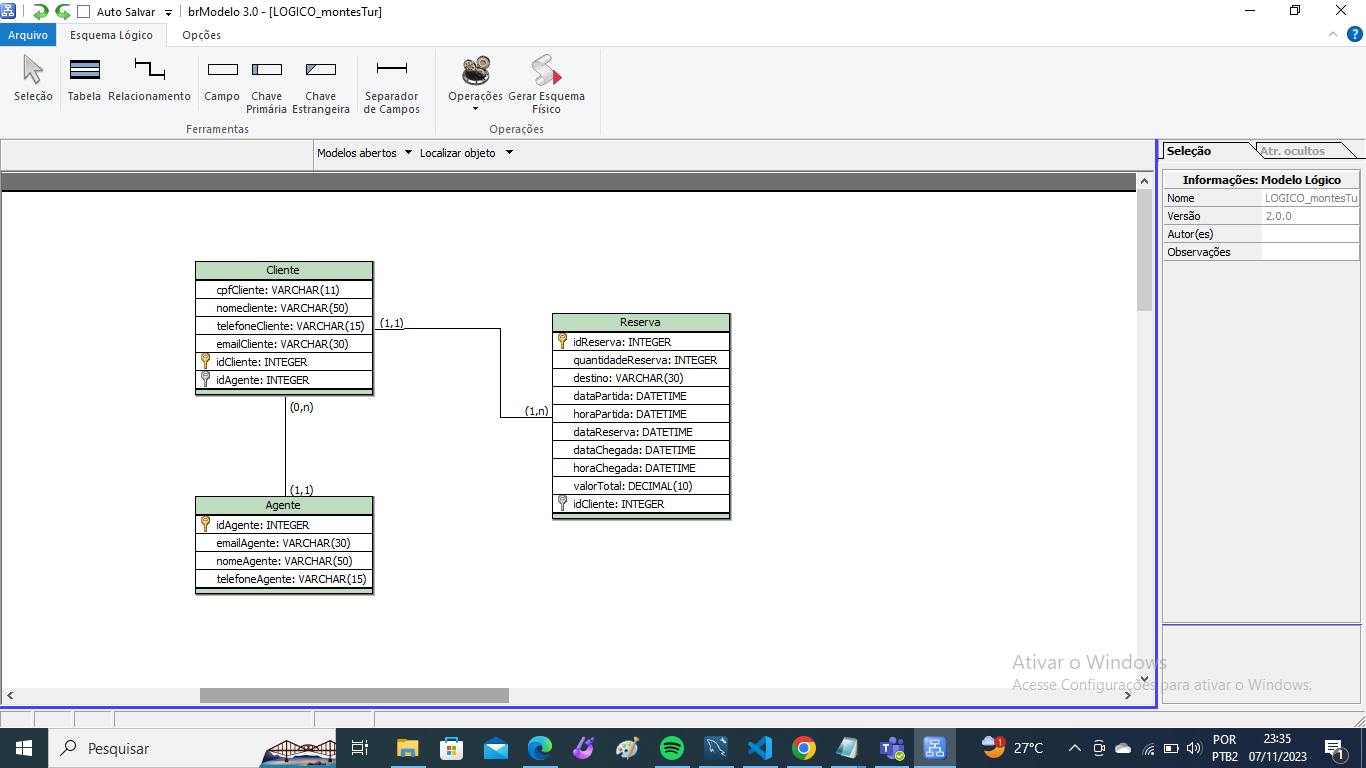 Auto Salvar
brModelo 3.0 - [LOGICO_montesTur]
Arquivo
Esquema Lógico
Opções
?
Seleção
Tabela
Relacionamento
Campo
Chave
Primária
Chave
Estrangeira
Separador
de Campos
Operações
Gerar Esquema
Físico
Ferramentas
Operações
Modelos abertos
Localizar objeto
Cliente
cpfCliente: VARCHAR(11)
nomecliente: VARCHAR(50)
telefoneCliente: VARCHAR(15)
emailCliente: VARCHAR(30)
idCliente: INTEGER
idAgente: INTEGER
(1,1)
(0,n)
(1,1)
Agente
idAgente: INTEGER
emailAgente: VARCHAR(30)
nomeAgente: VARCHAR(50)
telefoneAgente: VARCHAR(15)
(1,n)
Reserva
idReserva: INTEGER
quantidadeReserva: INTEGER
destino: VARCHAR(30)
dataPartida: DATETIME
horaPartida: DATETIME
dataReserva: DATETIME
dataChegada: DATETIME
horaChegada: DATETIME
valorTotal: DECIMAL(10)
idCliente: INTEGER
Seleção
Atr. ocultos
Informações: Modelo Lógico
Nome LOGICO_montesTu
Versão 2.0.0
Autor(es)
Observações
Ativar o Windows
Acesse Configurações para ativar o Windows.
Pesquisar
1
27°C
POR
PTB2
23:35
07/11/2023
1